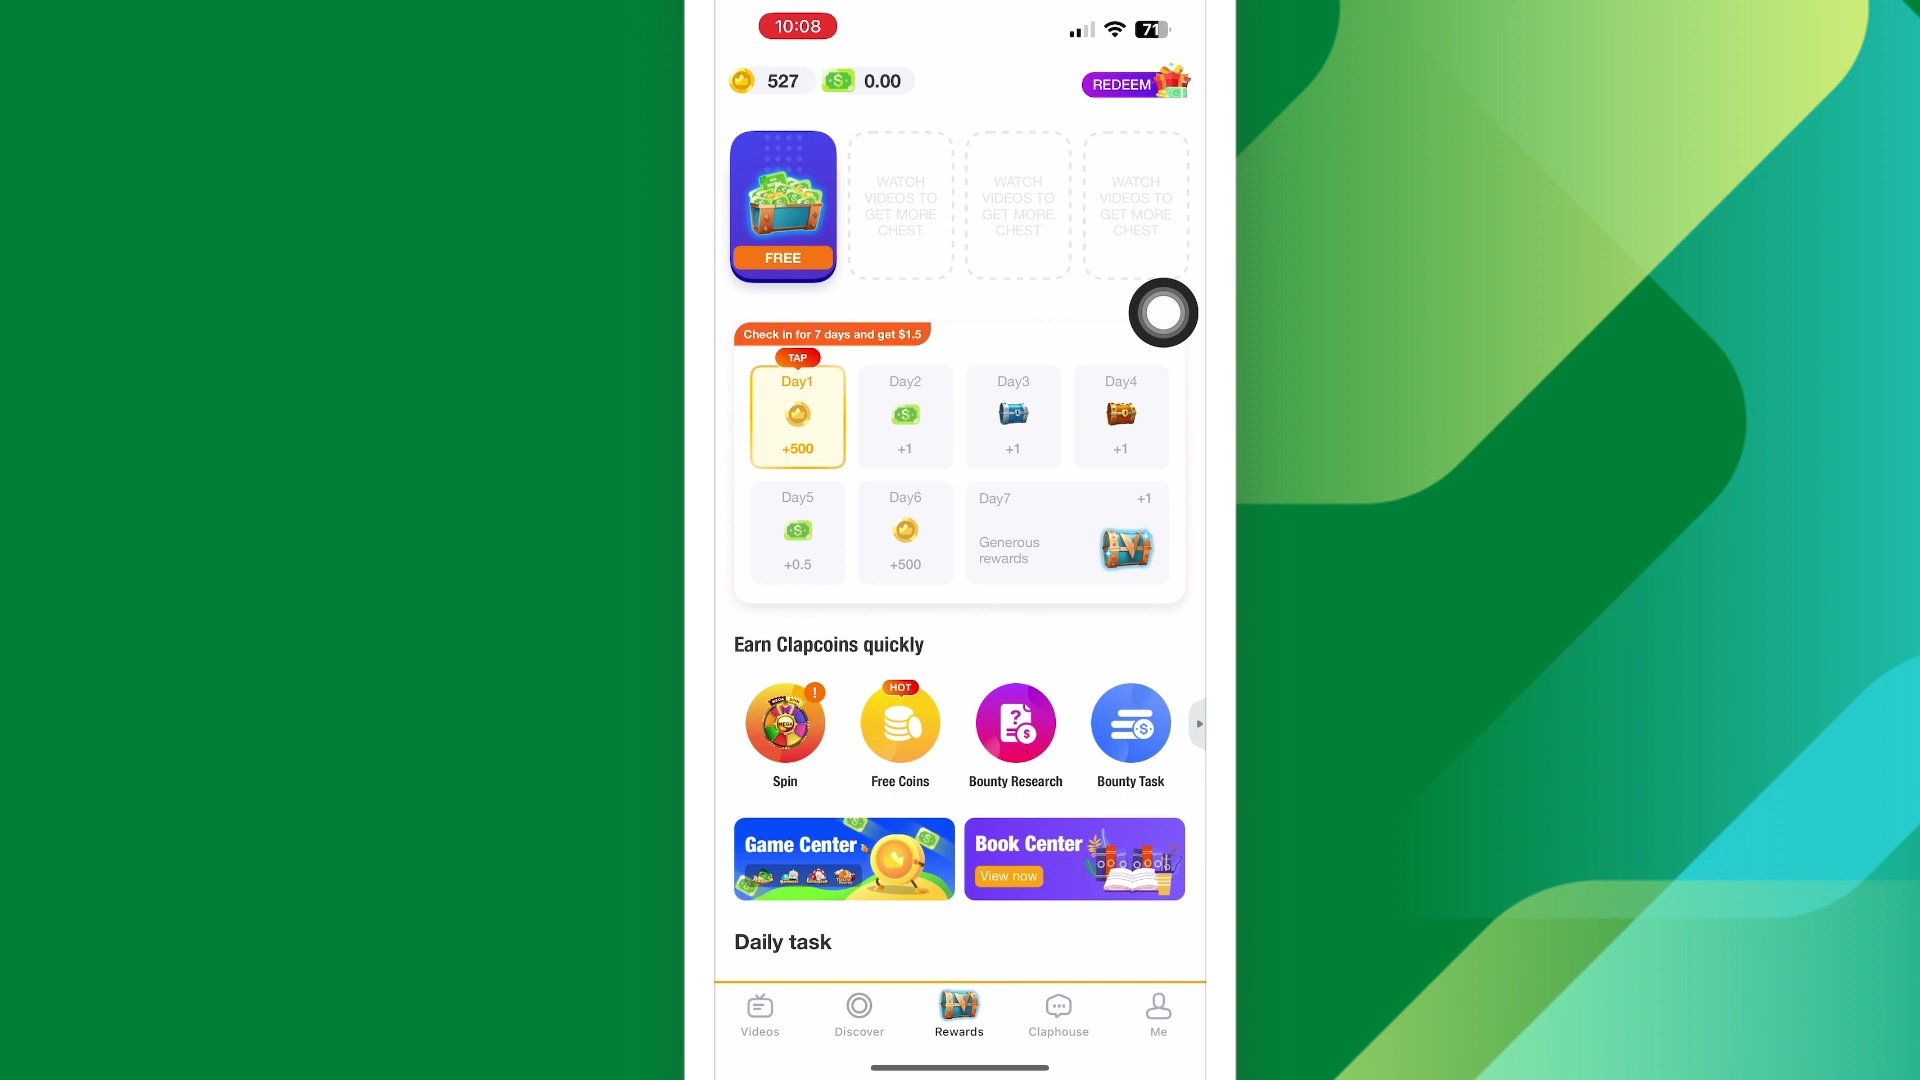 10:08
71
527
0.00
REDEEM
FREE
WATCH
VIDEOS TO
GET MORE
CHEST
WATCH
VIDEOS TO
GET MORE
CHEST
WATCH
VIDEOS TO
GET MORE
CHEST
Check in for 7 days and get $1.5
TAP
Day1
+500
Day2
+1
Day3
+1
Day4
+1
Day5
+0.5
Day6
+500
Day7
+1
Generous
rewards
Earn Clapcoins quickly
!
HOT
Spin
Free Coins
Bounty Research
Bounty Task
Game Center
Book Center
View now
Daily task
Videos
Discover
Rewards
Claphouse
Me